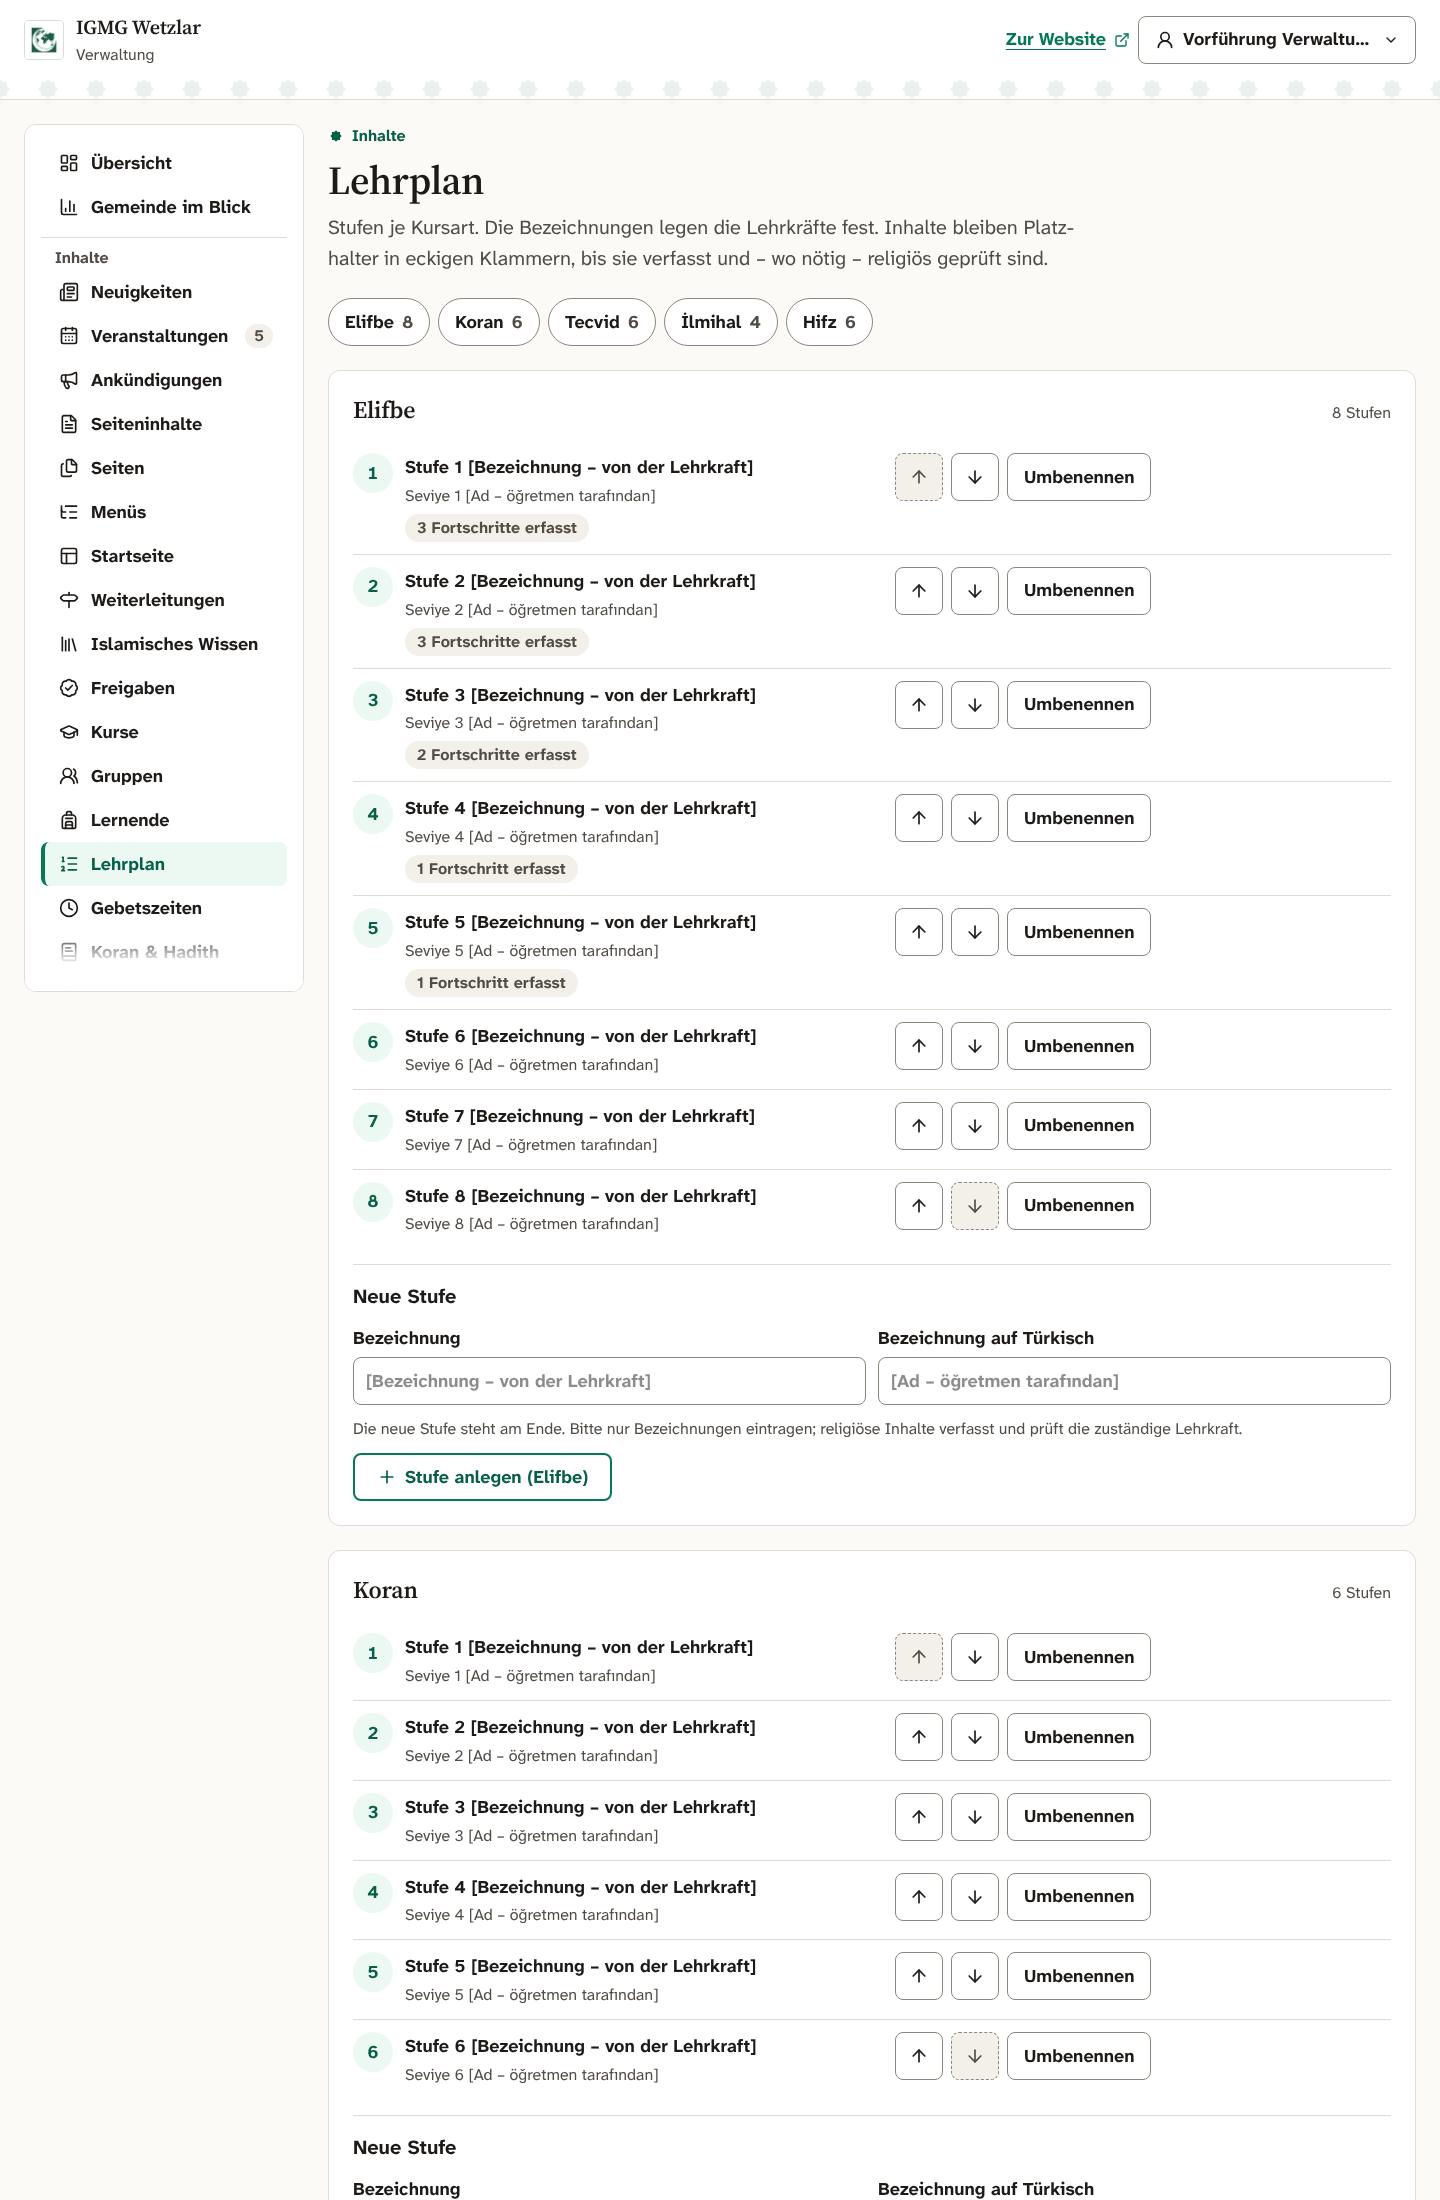 IGMG Wetzlar
Verwaltung
Zur Website
Vorführung Verwaltu...
Übersicht
Gemeinde im Blick
Inhalte
Neuigkeiten
Veranstaltungen 5
Ankündigungen
Seiteninhalte
Seiten
Menüs
Startseite
Weiterleitungen
Islamisches Wissen
Freigaben
Kurse
Gruppen
Lernende
Lehrplan
Gebetszeiten
Koran & Hadith
Inhalte
Lehrplan
Stufen je Kursart. Die Bezeichnungen legen die Lehrkräfte fest. Inhalte bleiben Platz-
halter in eckigen Klammern, bis sie verfasst und – wo nötig – religiös geprüft sind.
Elifbe 8
Koran 6
Tecvid 6
İlmihal 4
Hifz 6
Elifbe
8 Stufen
1
Stufe 1 [Bezeichnung – von der Lehrkraft]
Seviye 1 [Ad – öğretmen tarafından]
3 Fortschritte erfasst
Umbenennen
2
Stufe 2 [Bezeichnung – von der Lehrkraft]
Seviye 2 [Ad – öğretmen tarafından]
3 Fortschritte erfasst
Umbenennen
3
Stufe 3 [Bezeichnung – von der Lehrkraft]
Seviye 3 [Ad – öğretmen tarafından]
2 Fortschritte erfasst
Umbenennen
4
Stufe 4 [Bezeichnung – von der Lehrkraft]
Seviye 4 [Ad – öğretmen tarafından]
1 Fortschritt erfasst
Umbenennen
5
Stufe 5 [Bezeichnung – von der Lehrkraft]
Seviye 5 [Ad – öğretmen tarafından]
1 Fortschritt erfasst
Umbenennen
6
Stufe 6 [Bezeichnung – von der Lehrkraft]
Seviye 6 [Ad – öğretmen tarafından]
Umbenennen
7
Stufe 7 [Bezeichnung – von der Lehrkraft]
Seviye 7 [Ad – öğretmen tarafından]
Umbenennen
8
Stufe 8 [Bezeichnung – von der Lehrkraft]
Seviye 8 [Ad – öğretmen tarafından]
Umbenennen
Neue Stufe
Bezeichnung
[Bezeichnung – von der Lehrkraft]
Bezeichnung auf Türkisch
[Ad – öğretmen tarafından]
Die neue Stufe steht am Ende. Bitte nur Bezeichnungen eintragen; religiöse Inhalte verfasst und prüft die zuständige Lehrkraft.
Stufe anlegen (Elifbe)
Koran
6 Stufen
1
Stufe 1 [Bezeichnung – von der Lehrkraft]
Seviye 1 [Ad – öğretmen tarafından]
Umbenennen
2
Stufe 2 [Bezeichnung – von der Lehrkraft]
Seviye 2 [Ad – öğretmen tarafından]
Umbenennen
3
Stufe 3 [Bezeichnung – von der Lehrkraft]
Seviye 3 [Ad – öğretmen tarafından]
Umbenennen
4
Stufe 4 [Bezeichnung – von der Lehrkraft]
Seviye 4 [Ad – öğretmen tarafından]
Umbenennen
5
Stufe 5 [Bezeichnung – von der Lehrkraft]
Seviye 5 [Ad – öğretmen tarafından]
Umbenennen
6
Stufe 6 [Bezeichnung – von der Lehrkraft]
Seviye 6 [Ad – öğretmen tarafından]
Umbenennen
Neue Stufe
Bezeichnung
Bezeichnung auf Türkisch